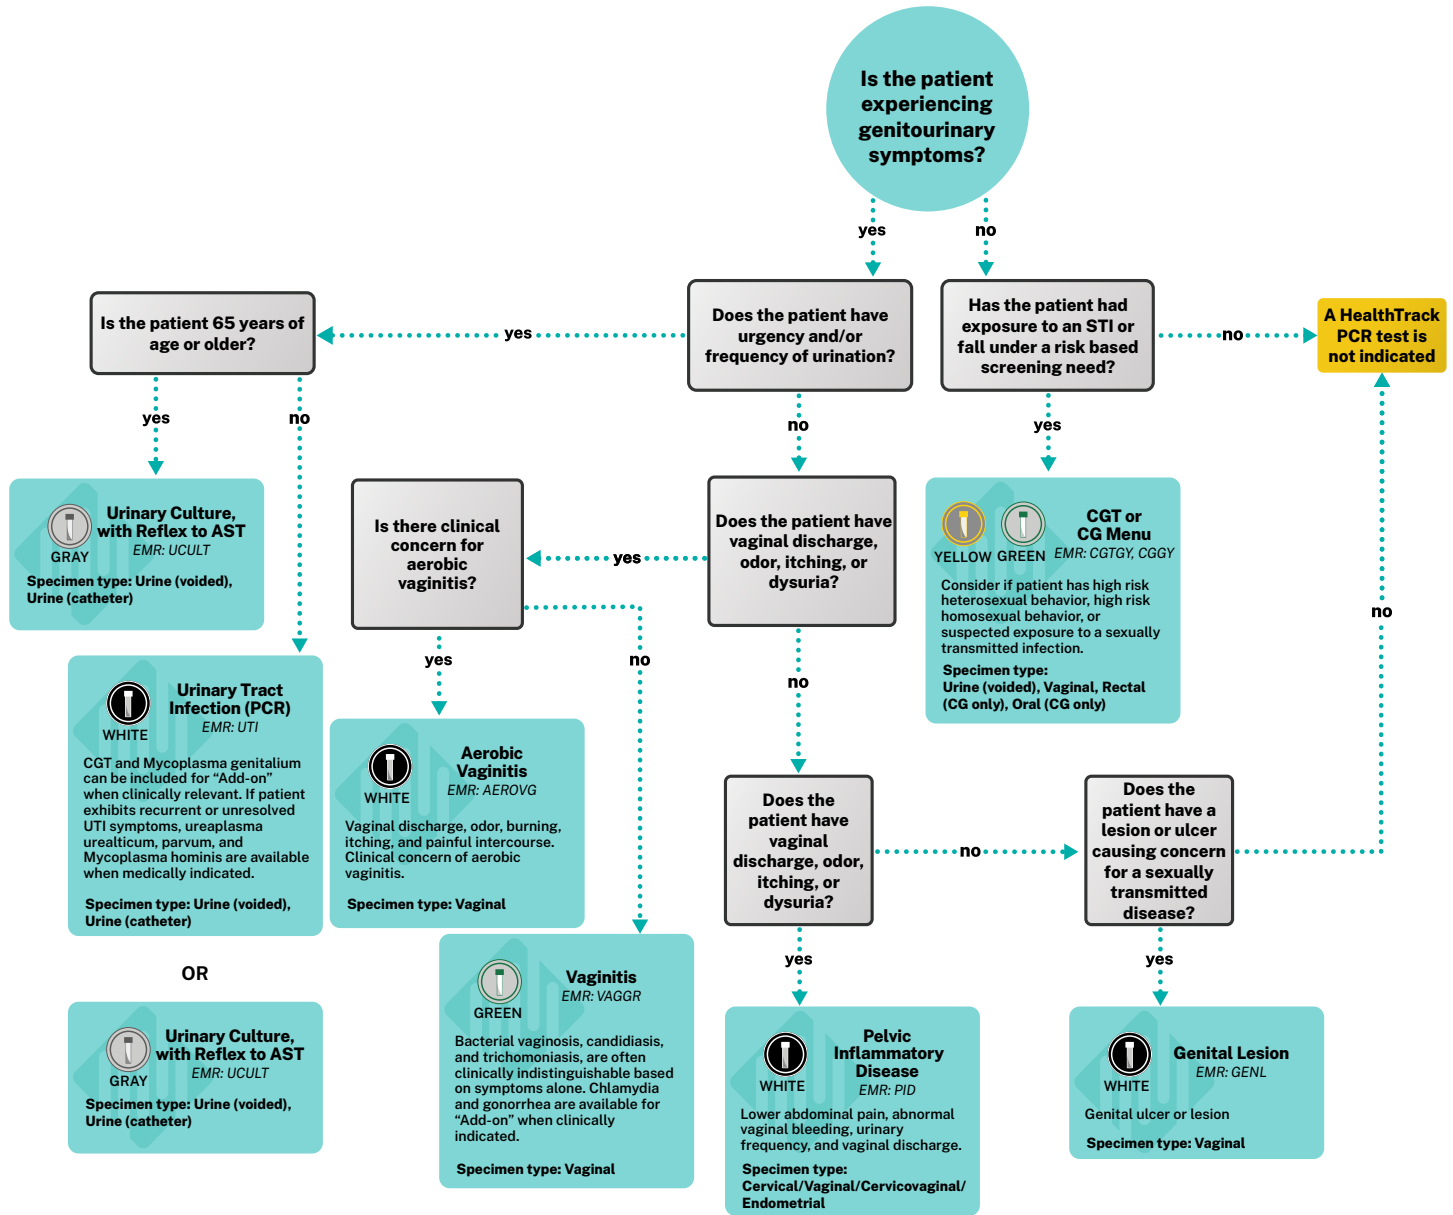 Is the patient
experiencing
genitourinary
symptoms?
yes
no
Is the patient 65 years of
age or older?
yes
Does the patient have
urgency and/or
frequency of urination?
Has the patient had
exposure to an STI or
fall under a risk based
screening need?
no
A HealthTrack
PCR test is
not indicated
yes
no
no
yes
Urinary Culture,
with Reflex to AST
EMR: UCULT
GRAY
Specimen type: Urine (voided),
Urine (catheter)
Is there clinical
concern for
aerobic
vaginitis?
yes
Does the patient have
vaginal discharge,
odor, itching, or
dysuria?
CGT or
CG Menu
EMR: CGTGY, CGGY
YELLOW
GREEN
Consider if patient has high risk
heterosexual behavior, high risk
homosexual behavior, or
suspected exposure to a sexually
transmitted infection.
Specimen type:
Urine (voided), Vaginal, Rectal
(CG only), Oral (CG only)
no
yes
no
no
Urinary Tract
Infection (PCR)
EMR: UTI
WHITE
CGT and Mycoplasma genitalium
can be included for “Add-on”
when clinically relevant. If patient
exhibits recurrent or unresolved
UTI symptoms, ureaplasma
urealticum, parvum, and
Mycoplasma hominis are available
when medically indicated.
Specimen type: Urine (voided),
Urine (catheter)
Aerobic
Vaginitis
EMR: AEROVG
WHITE
Vaginal discharge, odor, burning,
itching, and painful intercourse.
Clinical concern of aerobic
vaginitis.
Specimen type: Vaginal
Does the
patient have
vaginal
discharge, odor,
itching, or
dysuria?
no
Does the
patient have a
lesion or ulcer
causing concern
for a sexually
transmitted
disease?
yes
yes
OR
Urinary Culture,
with Reflex to AST
EMR: UCULT
GRAY
Specimen type: Urine (voided),
Urine (catheter)
Vaginitis
EMR: VAGGR
GREEN
Bacterial vaginosis, candidiasis,
and trichomoniasis, are often
clinically indistinguishable based
on symptoms alone. Chlamydia
and gonorrhea are available for
“Add-on” when clinically
indicated.
Specimen type: Vaginal
Pelvic
Inflammatory
Disease
EMR: PID
WHITE
Lower abdominal pain, abnormal
vaginal bleeding, urinary
frequency, and vaginal discharge.
Specimen type:
Cervical/Vaginal/Cervicovaginal/
Endometrial
Genital Lesion
EMR: GENL
WHITE
Genital ulcer or lesion
Specimen type: Vaginal